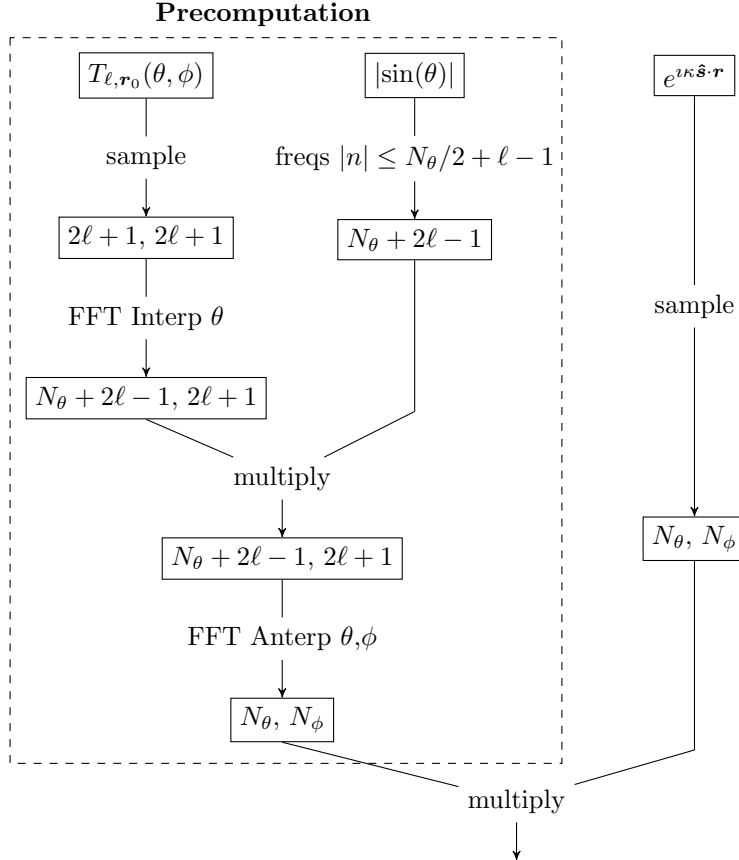 Precomputation
T_{ℓ,𝒓₀}(θ, ϕ)
|sin(θ)|
e^{ıκŝ·𝒓}
sample
freqs |n| ≤ N_θ/2 + ℓ − 1
2ℓ + 1, 2ℓ + 1
N_θ + 2ℓ − 1
FFT Interp θ
sample
N_θ + 2ℓ − 1, 2ℓ + 1
multiply
N_θ + 2ℓ − 1, 2ℓ + 1
N_θ, N_ϕ
FFT Anterp θ,ϕ
N_θ, N_ϕ
multiply